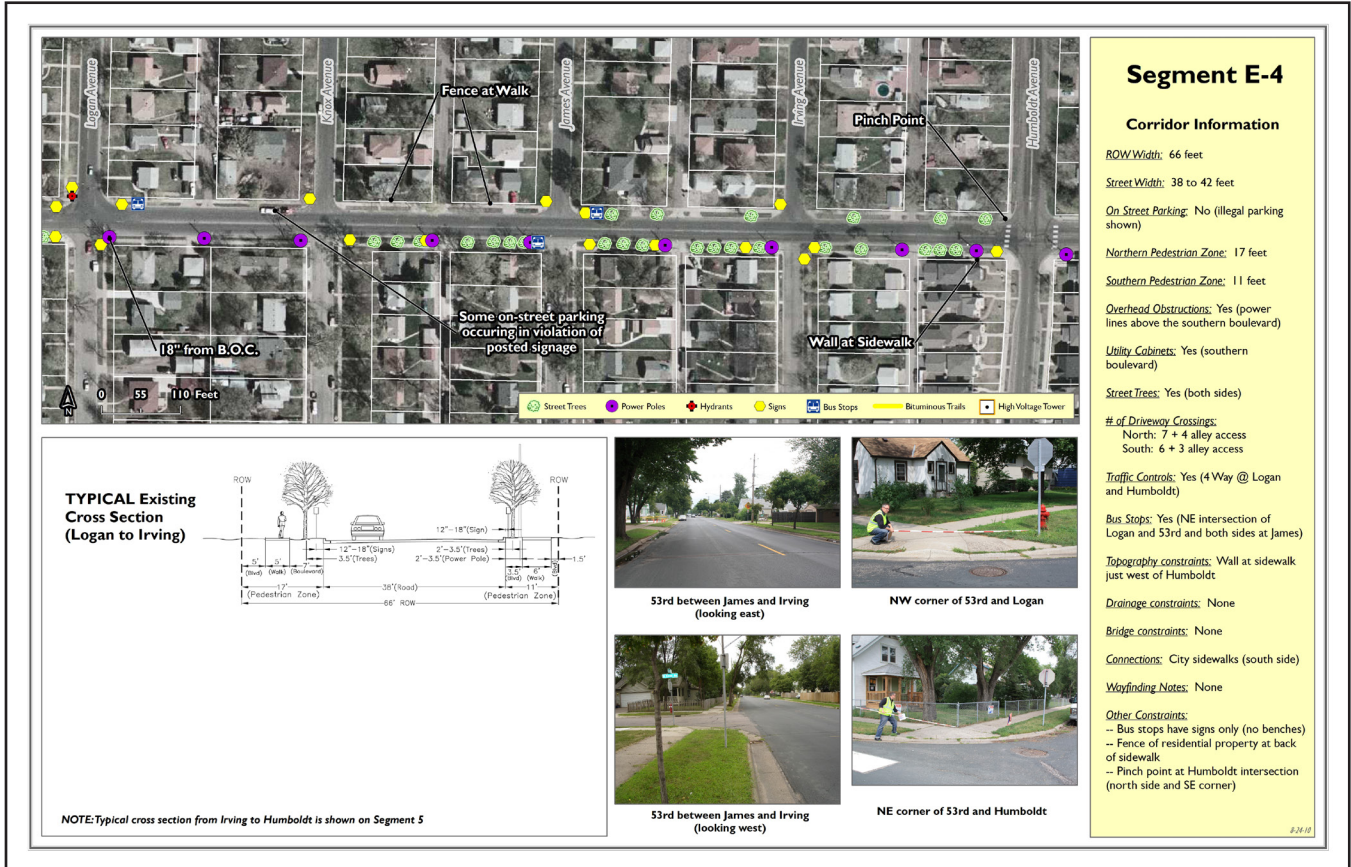 Logan Avenue
Knox Avenue
James Avenue
Irving Avenue
Humboldt Avenue
Fence at Walk
Pinch Point
Some on-street parking
occuring in violation of
posted signage
18" from B.O.C.
Wall at Sidewalk
N
0 55 110 Feet
Street Trees
Power Poles
Hydrants
Signs
Bus Stops
Bituminous Trails
High Voltage Tower
TYPICAL Existing
Cross Section
(Logan to Irving)
ROW
ROW
12"-18"(Sign)
12"-18"(Signs)
3.5'(Trees)
2'-3.5'(Trees)
2'-3.5'(Power Pole)
1.5'
5'
(Blvd)
5'
(Walk)
7'
(Boulevard)
3.5'
(Blvd)
6'
(Walk)
17'
(Pedestrian Zone)
38'(Road)
11'
(Pedestrian Zone)
66' ROW
NOTE: Typical cross section from Irving to Humboldt is shown on Segment 5
53rd between James and Irving
(looking east)
NW corner of 53rd and Logan
53rd between James and Irving
(looking west)
NE corner of 53rd and Humboldt
Segment E-4
Corridor Information
ROW Width: 66 feet
Street Width: 38 to 42 feet
On Street Parking: No (illegal parking
shown)
Northern Pedestrian Zone: 17 feet
Southern Pedestrian Zone: 11 feet
Overhead Obstructions: Yes (power
lines above the southern boulevard)
Utility Cabinets: Yes (southern
boulevard)
Street Trees: Yes (both sides)
# of Driveway Crossings:
North: 7 + 4 alley access
South: 6 + 3 alley access
Traffic Controls: Yes (4 Way @ Logan
and Humboldt)
Bus Stops: Yes (NE intersection of
Logan and 53rd and both sides at James)
Topography constraints: Wall at sidewalk
just west of Humboldt
Drainage constraints: None
Bridge constraints: None
Connections: City sidewalks (south side)
Wayfinding Notes: None
Other Constraints:
-- Bus stops have signs only (no benches)
-- Fence of residential property at back
of sidewalk
-- Pinch point at Humboldt intersection
(north side and SE corner)
8-24-10